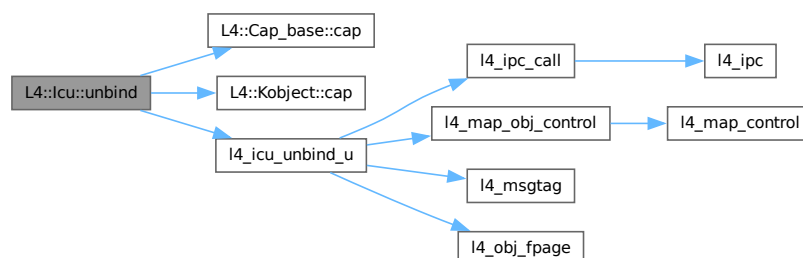 L4::Icu::unbind
L4::Cap_base::cap
L4::Kobject::cap
l4_icu_unbind_u
l4_ipc_call
l4_ipc
l4_map_obj_control
l4_map_control
l4_msgtag
l4_obj_fpage